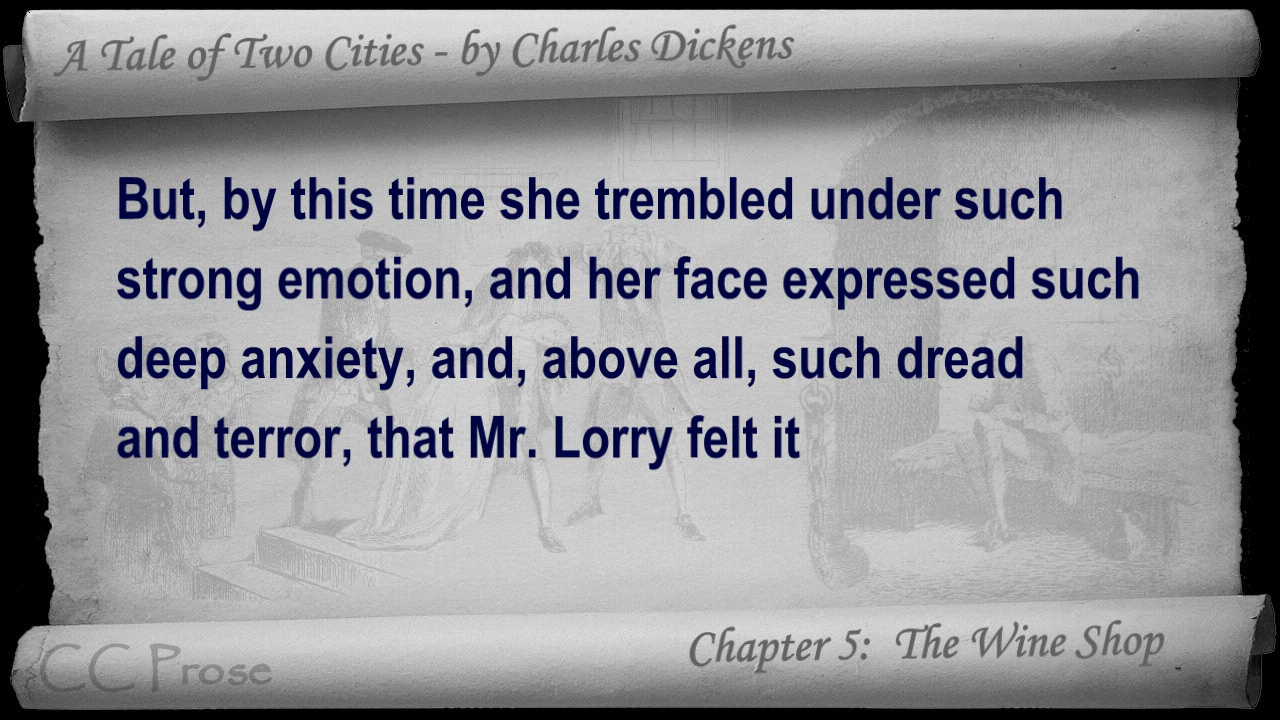 A Tale of Two Cities - by Charles Dickens
But, by this time she trembled under such
strong emotion, and her face expressed such
deep anxiety, and, above all, such dread
and terror, that Mr. Lorry felt it
CC Prose
Chapter 5: The Wine Shop